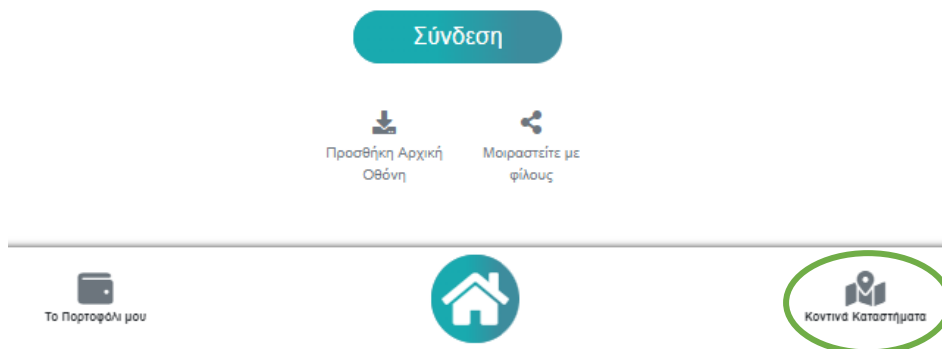 Σύνδεση
Προσθήκη Αρχική
Οθόνη
Μοιραστείτε με
φίλους
Το Πορτοφόλι μου
Κοντινά Καταστήματα